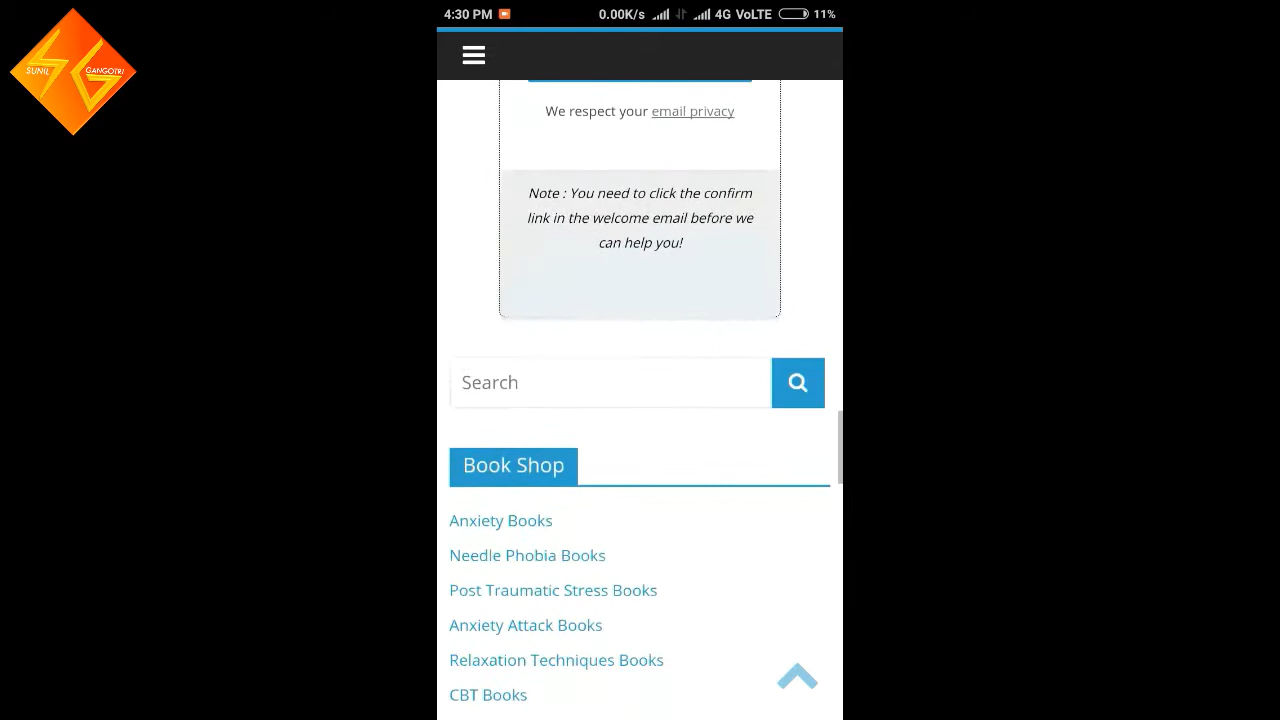 4:30 PM 0.00K/s 4G VoLTE 11%
SUNIL GANGOTRI
We respect your email privacy
Note : You need to click the confirm
link in the welcome email before we
can help you!
Search
Book Shop
Anxiety Books
Needle Phobia Books
Post Traumatic Stress Books
Anxiety Attack Books
Relaxation Techniques Books
CBT Books